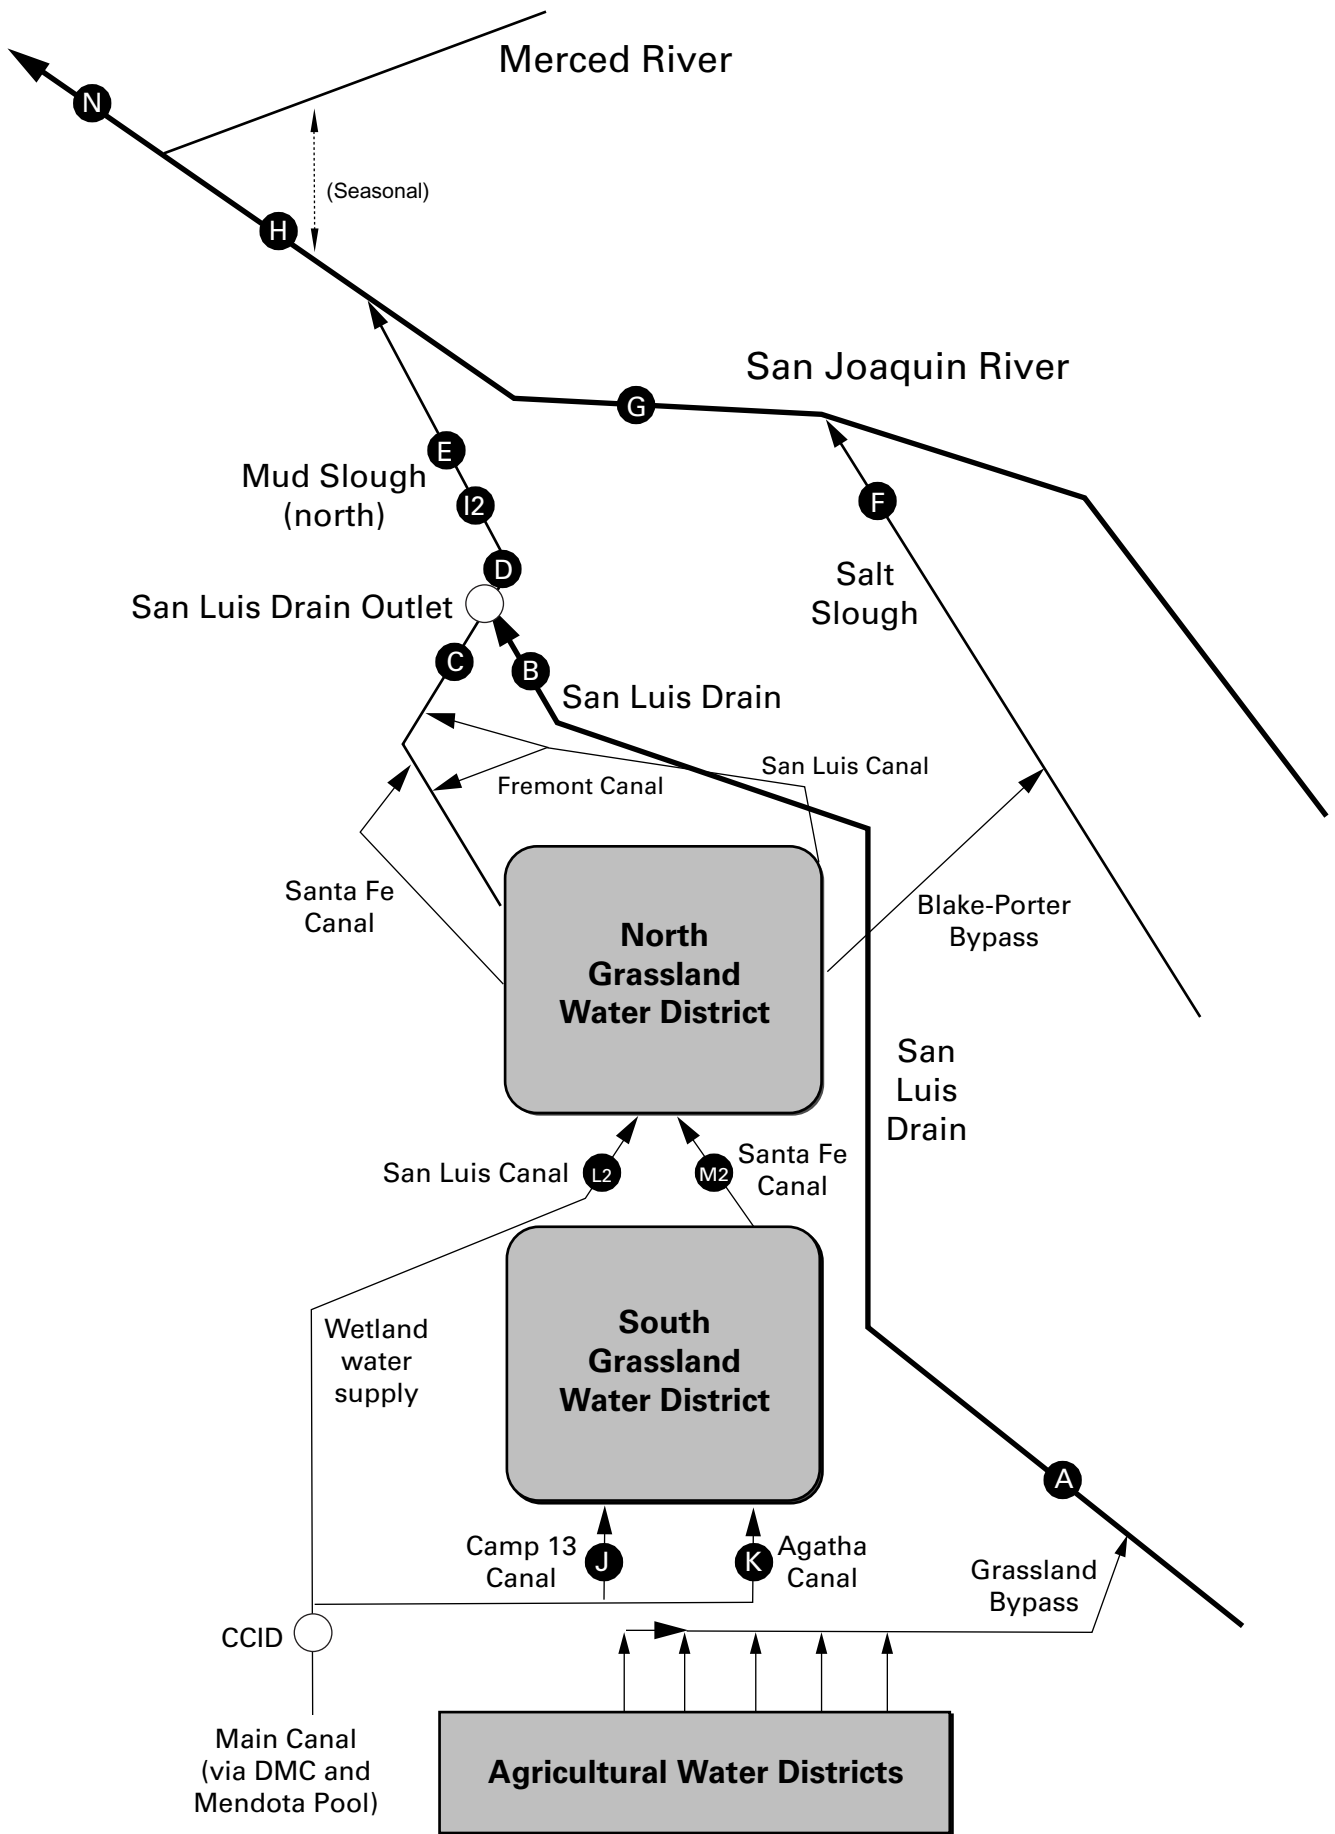 Merced River
N
(Seasonal)
H
San Joaquin River
G
E
Mud Slough
(north)
I2
F
D
Salt
Slough
San Luis Drain Outlet
C
B
San Luis Drain
San Luis Canal
Fremont Canal
Santa Fe
Canal
Blake-Porter
Bypass
North
Grassland
Water District
San
Luis
Drain
San Luis Canal
L2
M2
Santa Fe
Canal
Wetland
water
supply
South
Grassland
Water District
A
Camp 13
Canal
J
K
Agatha
Canal
Grassland
Bypass
CCID
Main Canal
(via DMC and
Mendota Pool)
Agricultural Water Districts